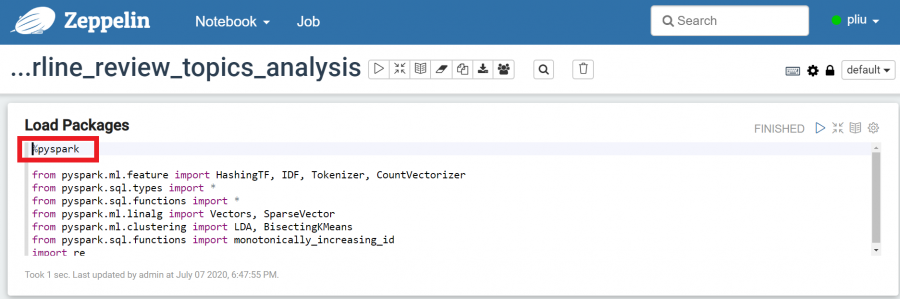 Zeppelin Notebook Job Search pliu
...rline_review_topics_analysis default
Load Packages
FINISHED
%pyspark
from pyspark.ml.feature import HashingTF, IDF, Tokenizer, CountVectorizer
from pyspark.sql.types import *
from pyspark.sql.functions import *
from pyspark.ml.linalg import Vectors, SparseVector
from pyspark.ml.clustering import LDA, BisectingKMeans
from pyspark.sql.functions import monotonically_increasing_id
import re
Took 1 sec. Last updated by admin at July 07 2020, 6:47:55 PM.